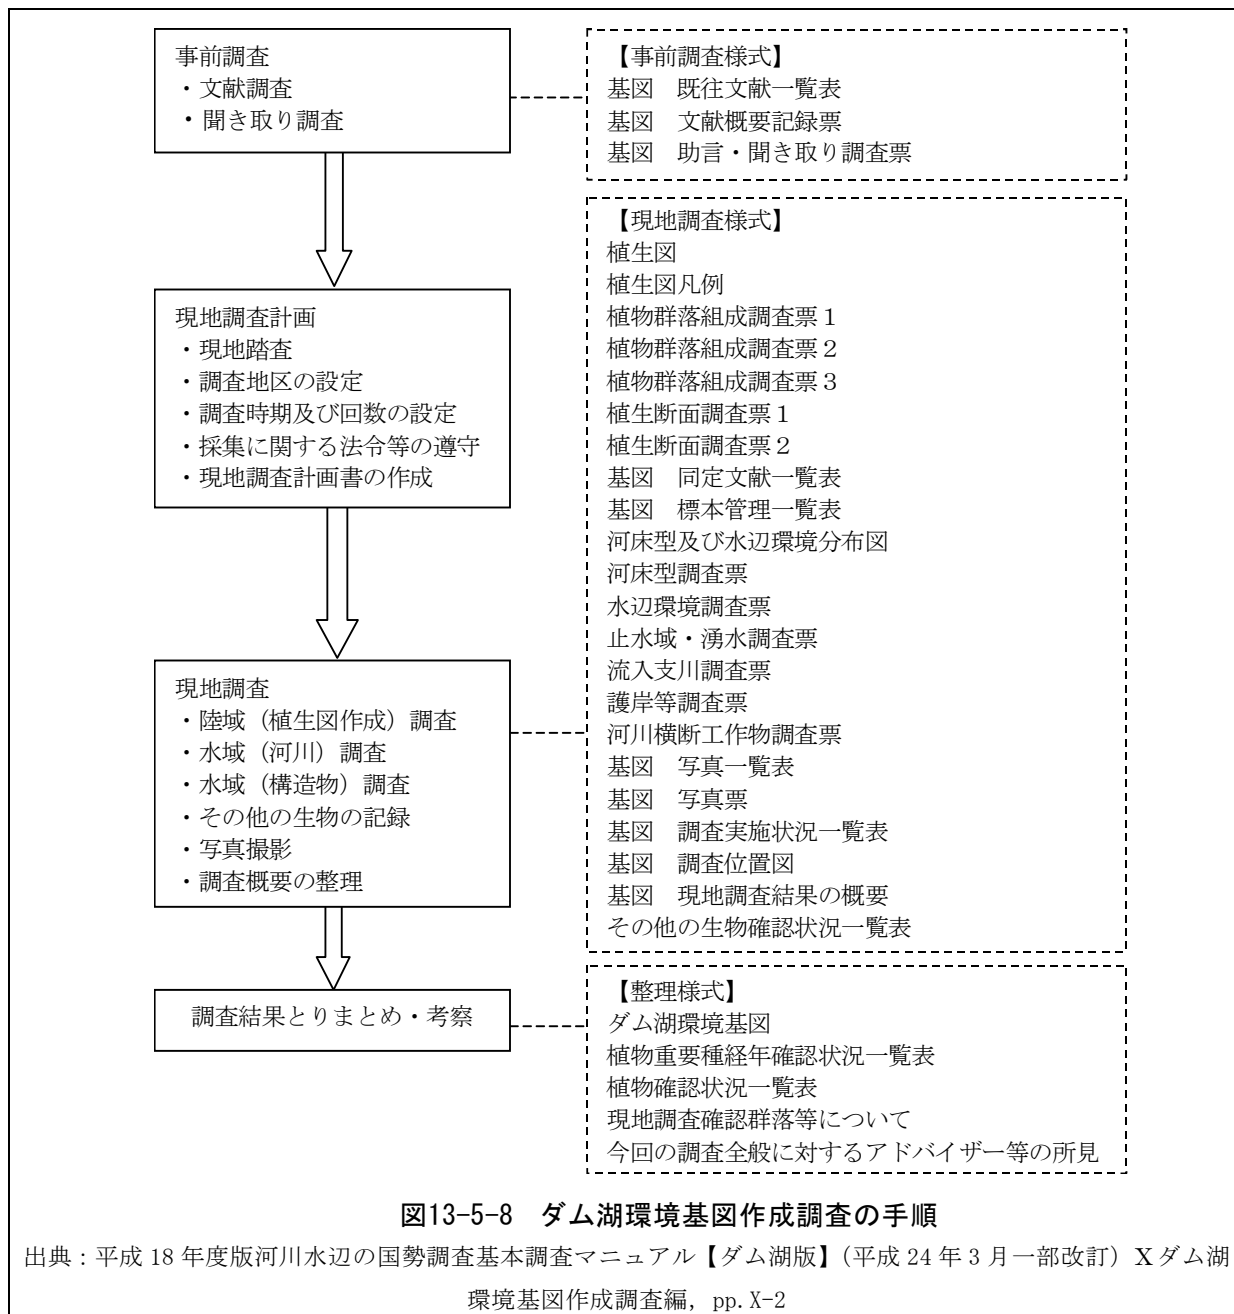 事前調査
・文献調査
・聞き取り調査
【事前調査様式】
基図　既往文献一覧表
基図　文献概要記録票
基図　助言・聞き取り調査票
現地調査計画
・現地踏査
・調査地区の設定
・調査時期及び回数の設定
・採集に関する法令等の遵守
・現地調査計画書の作成
現地調査
・陸域（植生図作成）調査
・水域（河川）調査
・水域（構造物）調査
・その他の生物の記録
・写真撮影
・調査概要の整理
【現地調査様式】
植生図
植生図凡例
植物群落組成調査票１
植物群落組成調査票２
植物群落組成調査票３
植生断面調査票１
植生断面調査票２
基図　同定文献一覧表
基図　標本管理一覧表
河床型及び水辺環境分布図
河床型調査票
水辺環境調査票
止水域・湧水調査票
流入支川調査票
護岸等調査票
河川横断工作物調査票
基図　写真一覧表
基図　写真票
基図　調査実施状況一覧表
基図　調査位置図
基図　現地調査結果の概要
その他の生物確認状況一覧表
調査結果とりまとめ・考察
【整理様式】
ダム湖環境基図
植物重要種経年確認状況一覧表
植物確認状況一覧表
現地調査確認群落等について
今回の調査全般に対するアドバイザー等の所見
図13-5-8　ダム湖環境基図作成調査の手順
出典：平成 18 年度版河川水辺の国勢調査基本調査マニュアル【ダム湖版】（平成 24 年 3 月一部改訂）Ⅹダム湖
環境基図作成調査編，pp.X-2